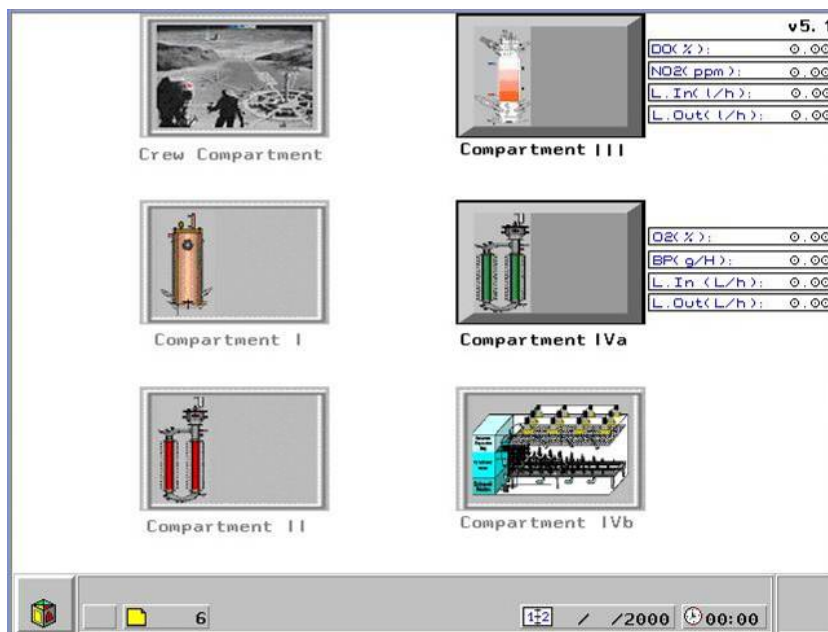 v5.1
DO(%): 0.00
NO2(ppm): 0.00
L.In(l/h): 0.00
L.Out(l/h): 0.00
Crew Compartment
Compartment III
O2(%): 0.00
BP(g/H): 0.00
L.In (L/h): 0.00
L.Out(L/h): 0.00
Compartment I
Compartment IVa
Compartment II
Compartment IVb
6
1 2
/ /2000
00:00